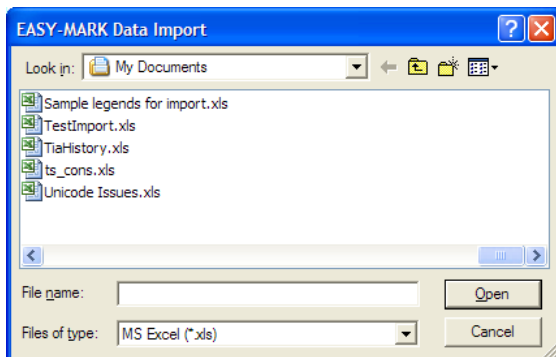 EASY-MARK Data Import
Look in: My Documents
Sample legends for import.xls
TestImport.xls
TiaHistory.xls
ts_cons.xls
Unicode Issues.xls
File name: Open
Files of type: MS Excel (*.xls) Cancel